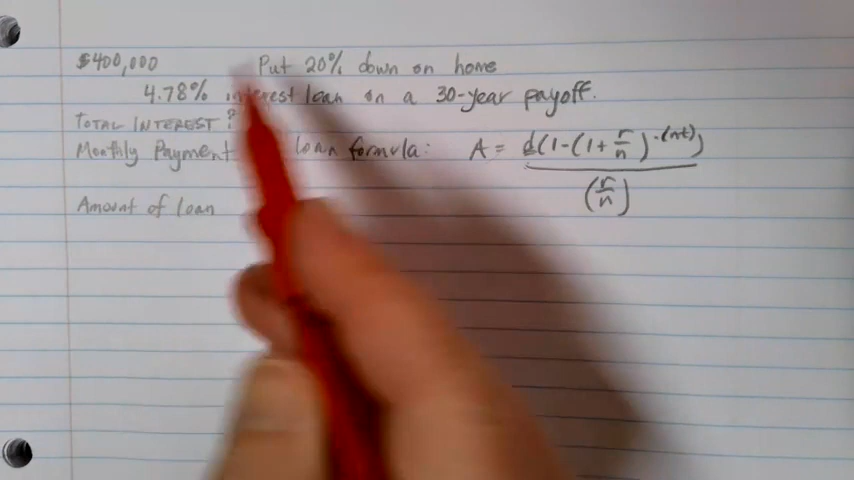 $400,000 Put 20% down on home
4.78% interest loan on a 30-year payoff.
TOTAL INTEREST?
Monthly Payment loan formula: A = d(1-(1+r/n)^-(n·t))/(r/n)
Amount of loan